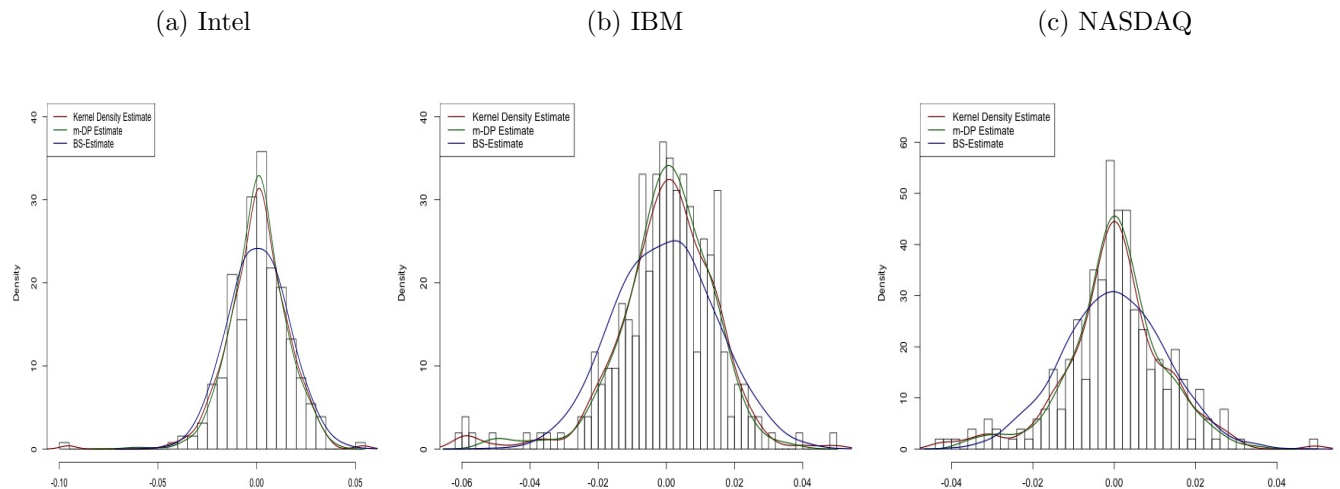 (a) Intel
(b) IBM
(c) NASDAQ
Kernel Density Estimate
m-DP Estimate
BS-Estimate
Density
0
10
20
30
40
-0.10
-0.05
0.00
0.05
Kernel Density Estimate
m-DP Estimate
BS-Estimate
Density
0
10
20
30
40
-0.06
-0.04
-0.02
0.00
0.02
0.04
Kernel Density Estimate
m-DP Estimate
BS-Estimate
Density
0
10
20
30
40
50
60
-0.04
-0.02
0.00
0.02
0.04